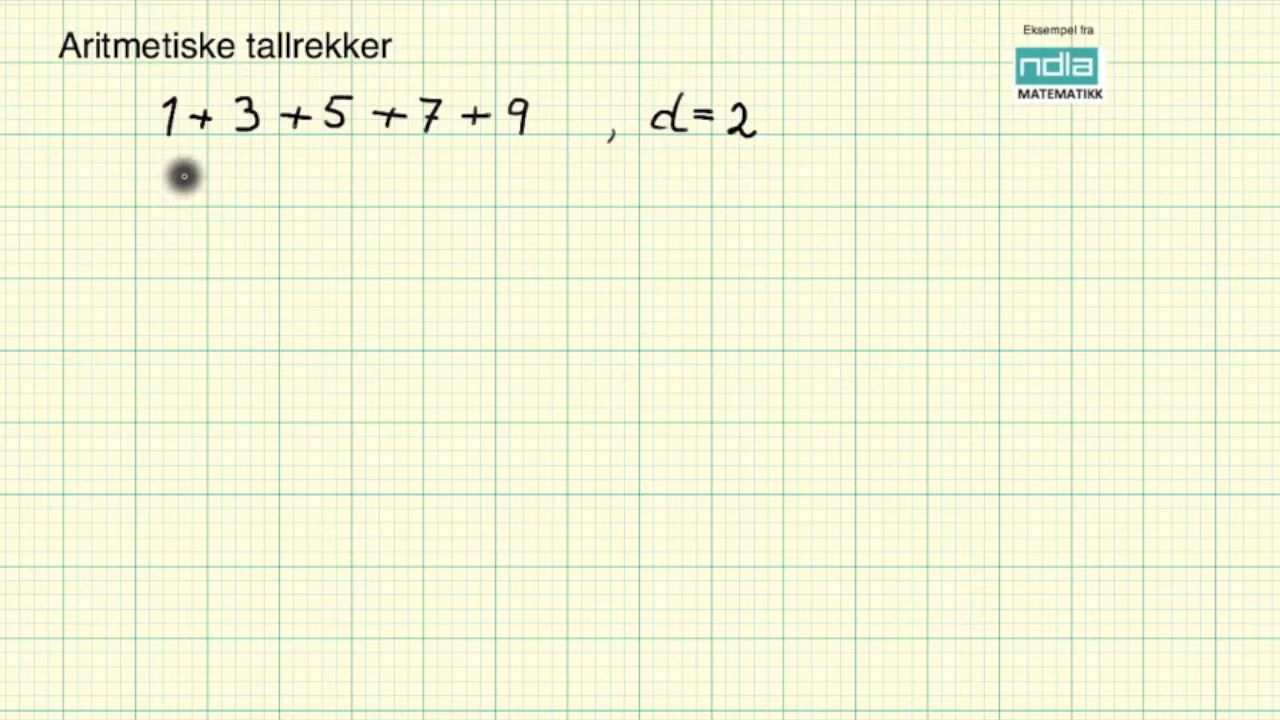 Aritmetiske tallrekker
Eksempel fra
ndla
MATEMATIKK
1 + 3 + 5 + 7 + 9 , d = 2